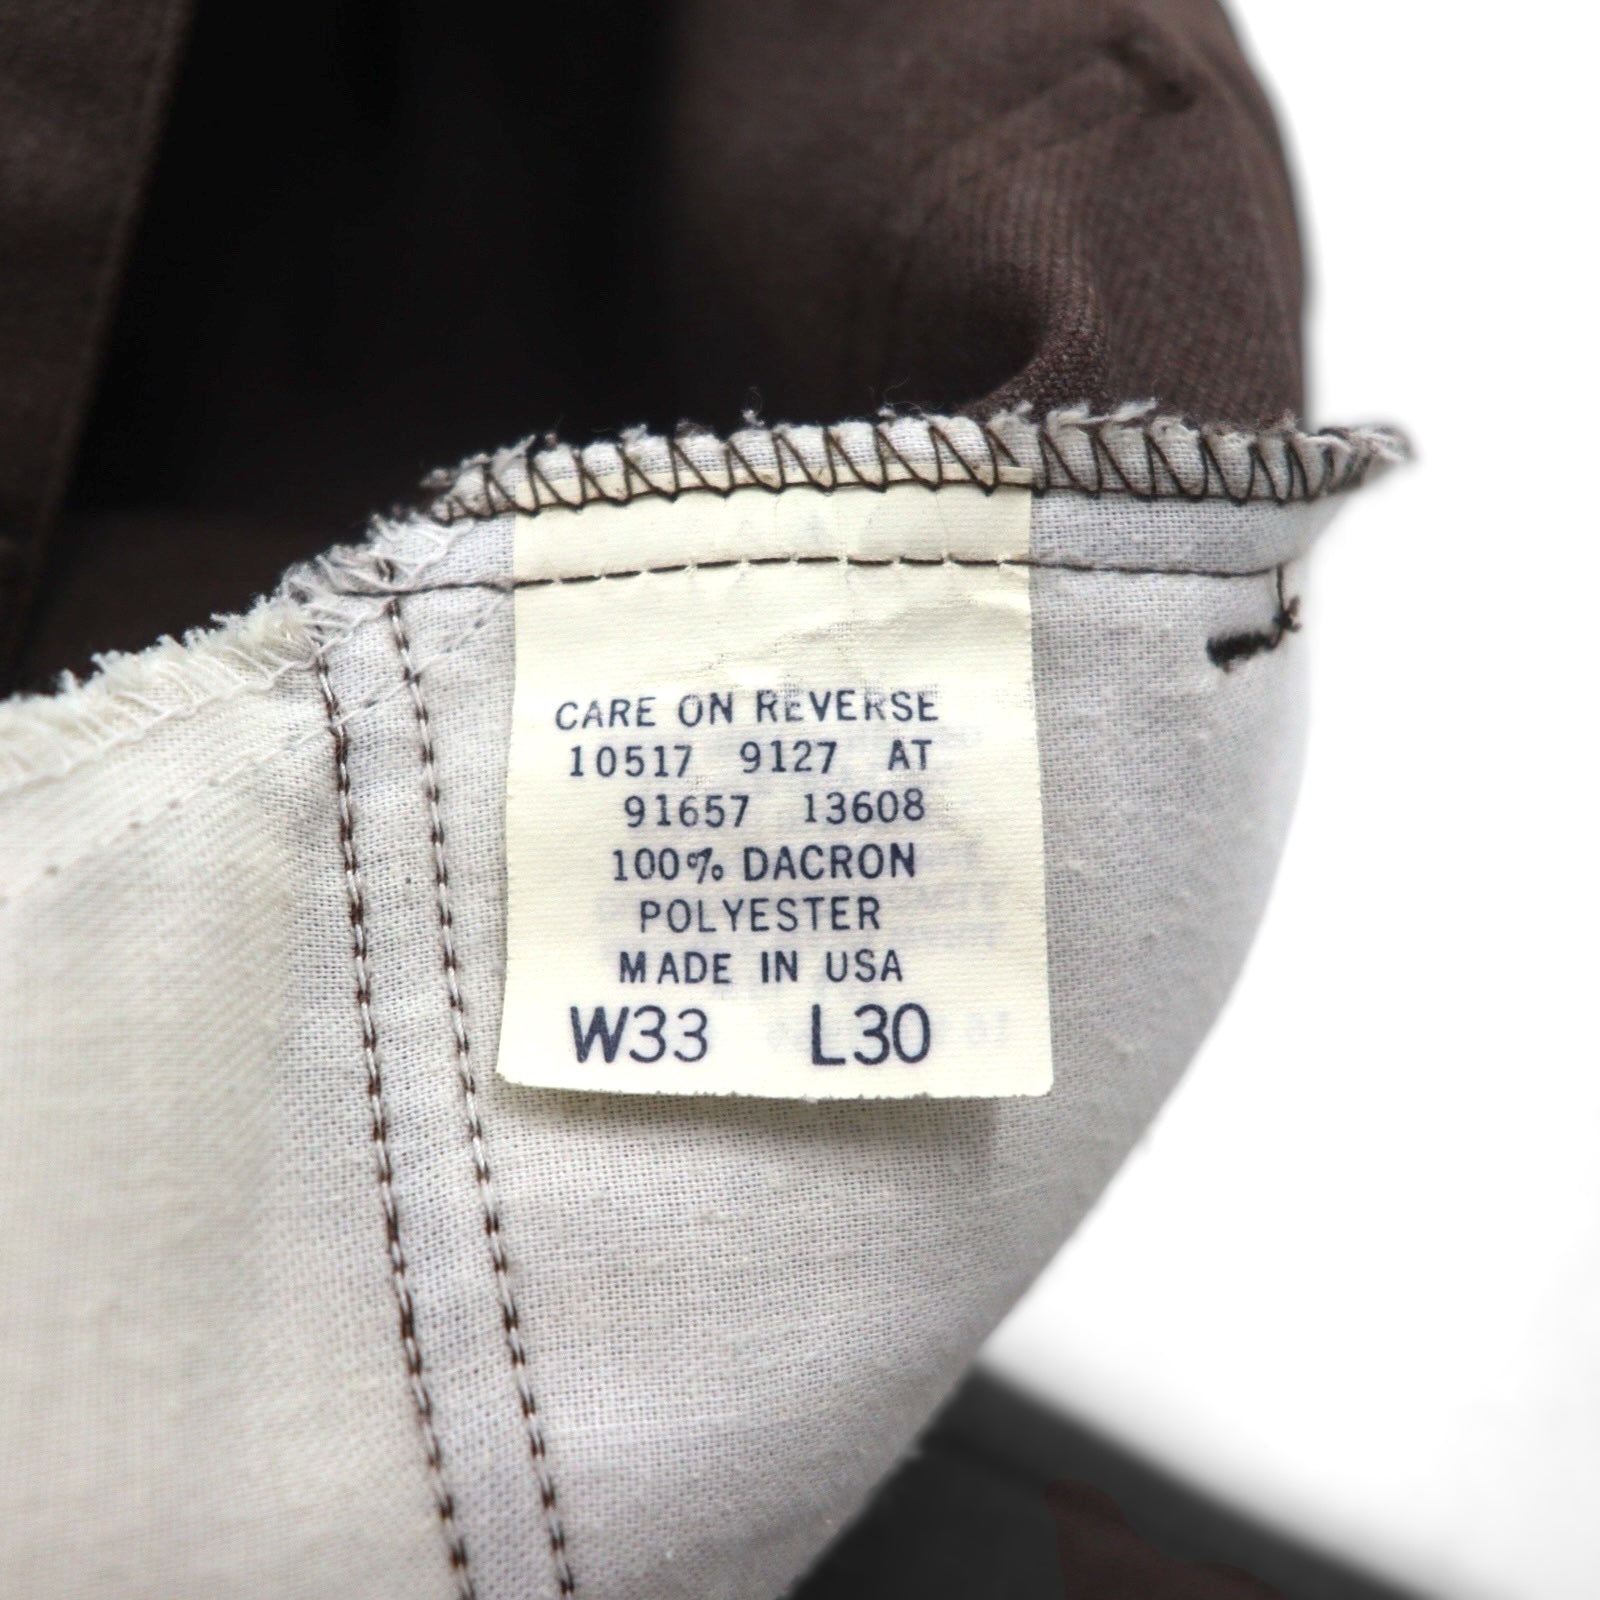 CARE ON REVERSE
10517 9127 AT
91657 13608
100% DACRON
POLYESTER
MADE IN USA
W33 L30